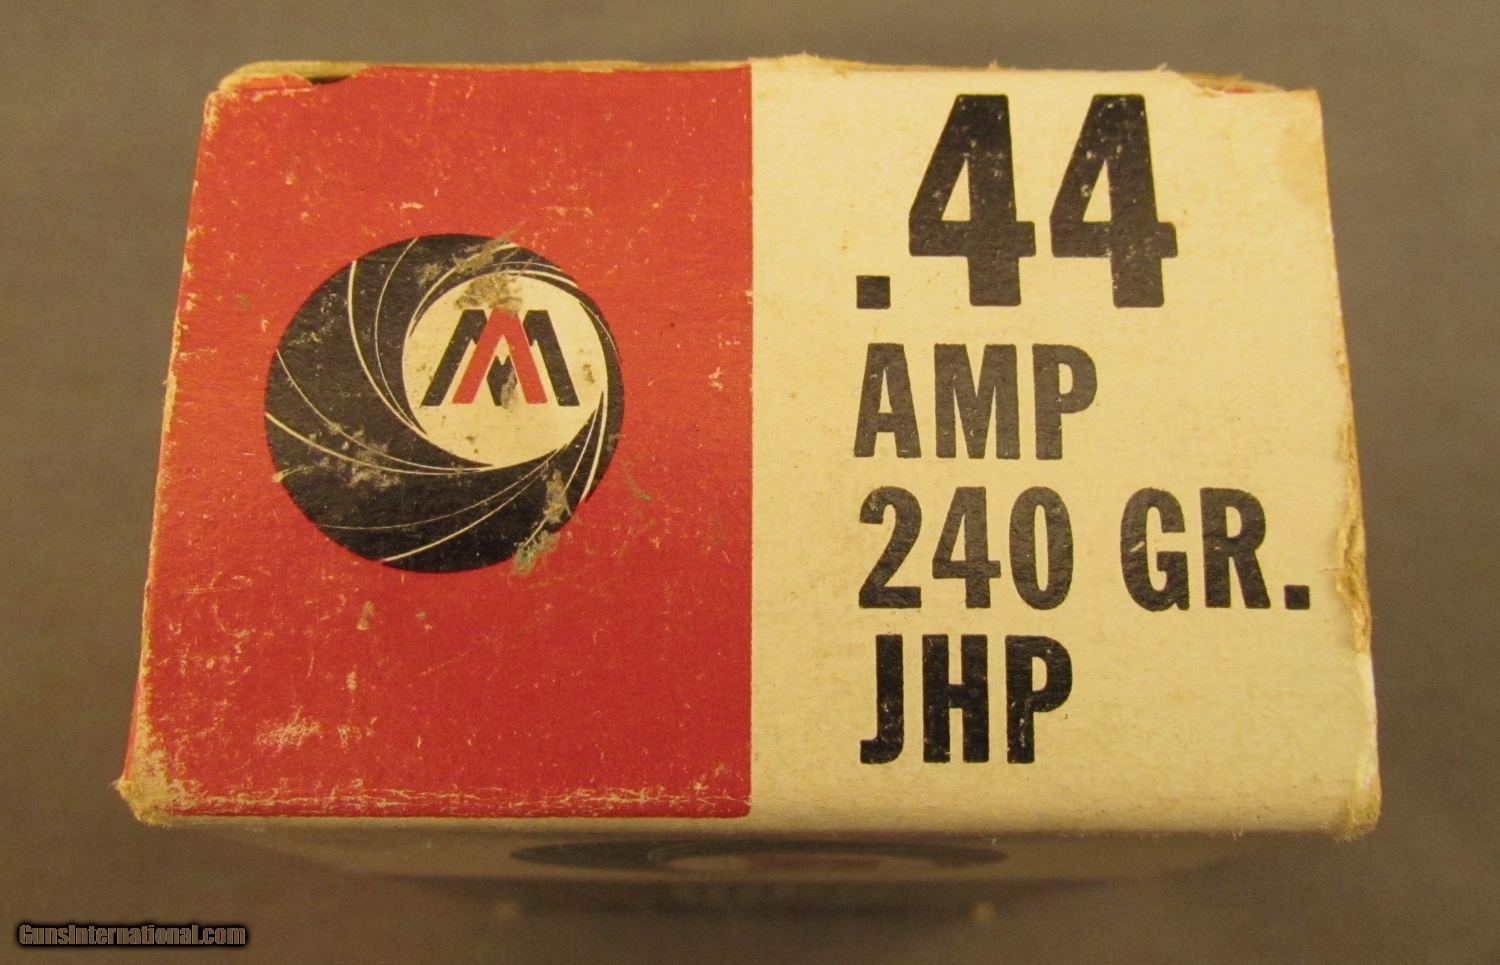 .44
AMP
240 GR.
JHP
GunsInternational.com